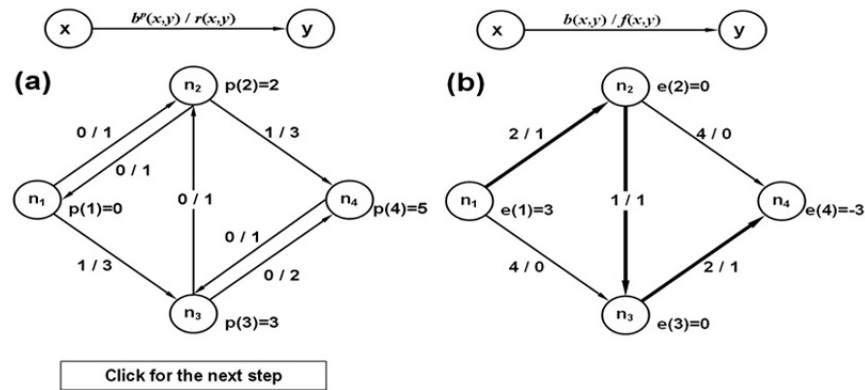 x b^p(x,y) / r(x,y) y
x b(x,y) / f(x,y) y
(a)
n₂ p(2)=2
0 / 1
0 / 1
1 / 3
n₁ p(1)=0
0 / 1
n₄ p(4)=5
0 / 1
0 / 2
1 / 3
n₃ p(3)=3
(b)
n₂ e(2)=0
2 / 1
4 / 0
n₁ e(1)=3
1 / 1
n₄ e(4)=-3
4 / 0
2 / 1
n₃ e(3)=0
Click for the next step